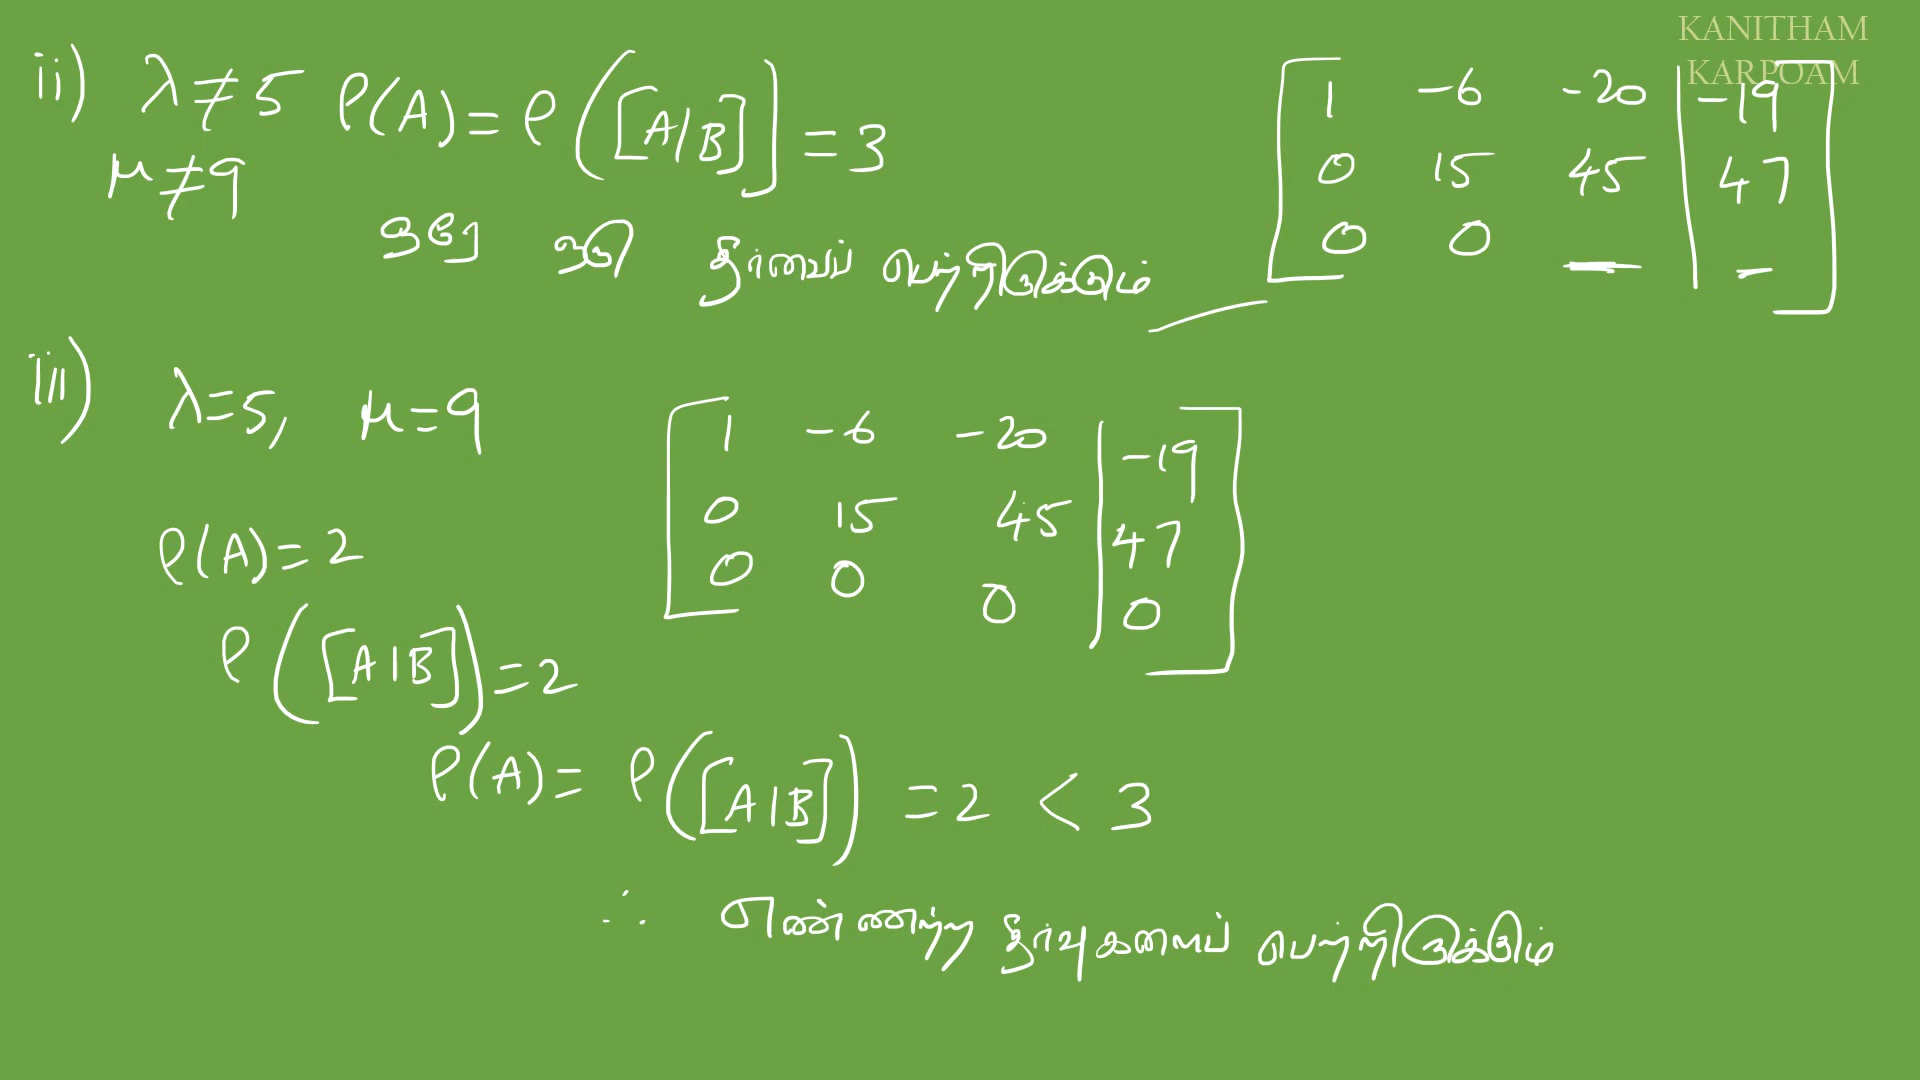 KANITHAM
KARPOAM
ii) λ≠5 ρ(A) = ρ([A|B]] = 3
μ≠9
ஒரே ஒரு தீர்வைப் பெற்றிருக்கும்
1 -6 -20 -19
0 15 45 47
0 0 — —
iii) λ=5, μ=9
1 -6 -20 -19
0 15 45 47
0 0 0 0
ρ(A) = 2
ρ([A|B]) = 2
ρ(A) = ρ([A|B]) = 2 < 3
∴ எண்ணற்ற தீர்வுகளைப் பெற்றிருக்கும்